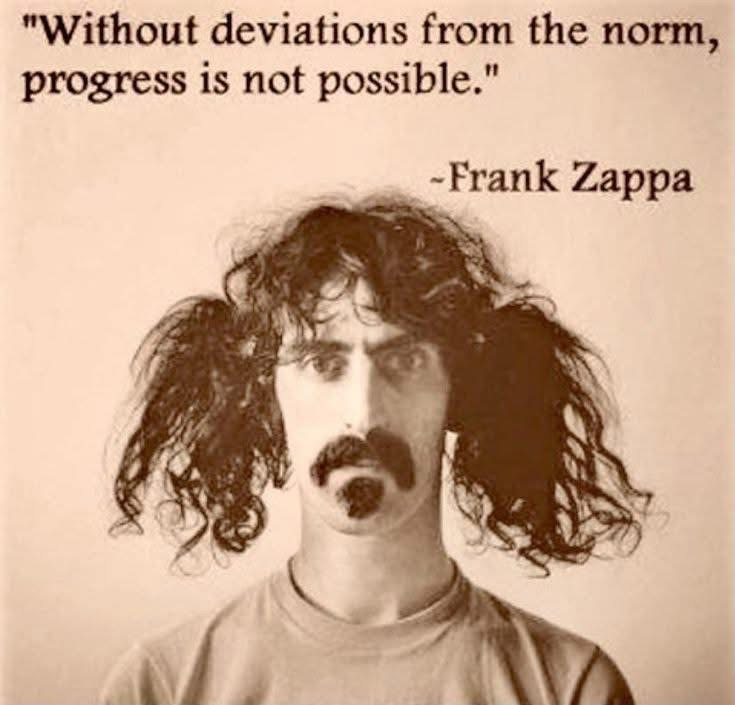 "Without deviations from the norm,
progress is not possible."
~Frank Zappa